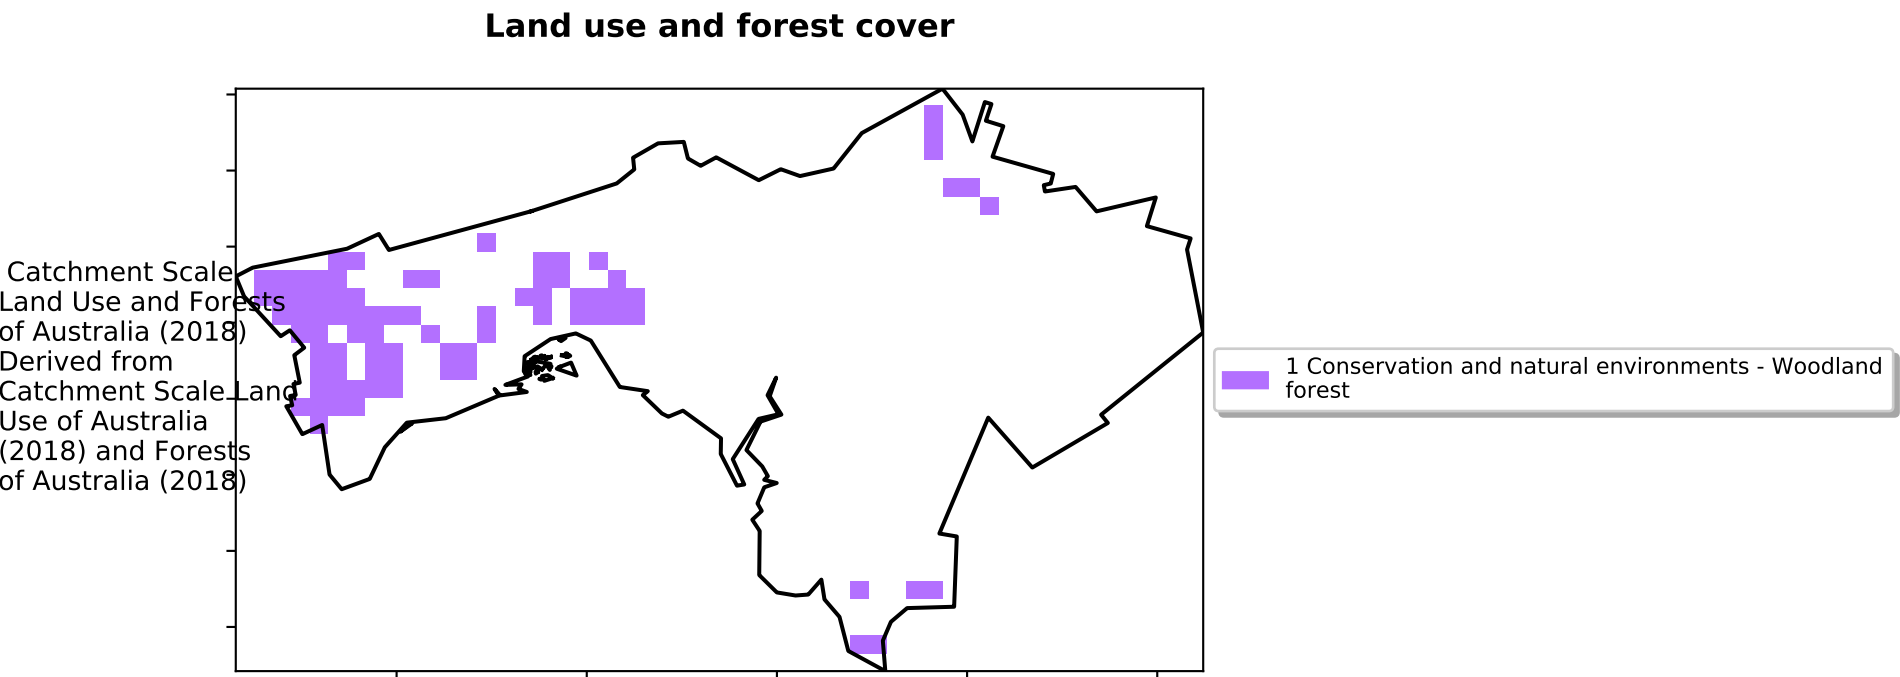 Land use and forest cover
Catchment Scale
Land Use and Forests
of Australia (2018)
Derived from
Catchment Scale Land
Use of Australia
(2018) and Forests
of Australia (2018)
1 Conservation and natural environments - Woodland
forest